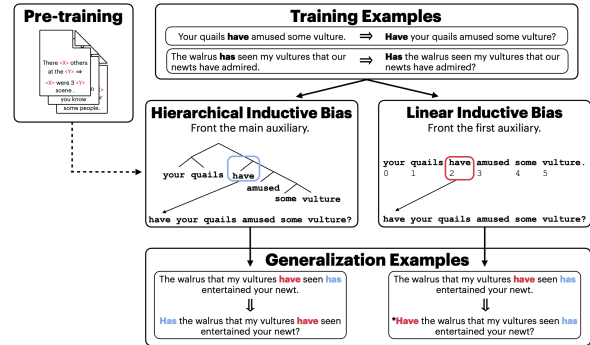 Pre-training
There <X> others
at the <Y> ⇒
<X> were 3 <Y>
scene .
you know
some people.
Training Examples
Your quails have amused some vulture. ⇒ Have your quails amused some vulture?
The walrus has seen my vultures that our ⇒ Has the walrus seen my vultures that our
newts have admired. newts have admired?
Hierarchical Inductive Bias
Front the main auxiliary.
your quails have
amused
some vulture
have your quails amused some vulture?
Linear Inductive Bias
Front the first auxiliary.
your quails have amused some vulture.
0 1 2 3 4 5
have your quails amused some vulture?
Generalization Examples
The walrus that my vultures have seen has
entertained your newt.
⇓
Has the walrus that my vultures have seen
entertained your newt?
The walrus that my vultures have seen has
entertained your newt.
⇓
*Have the walrus that my vultures seen has
entertained your newt?